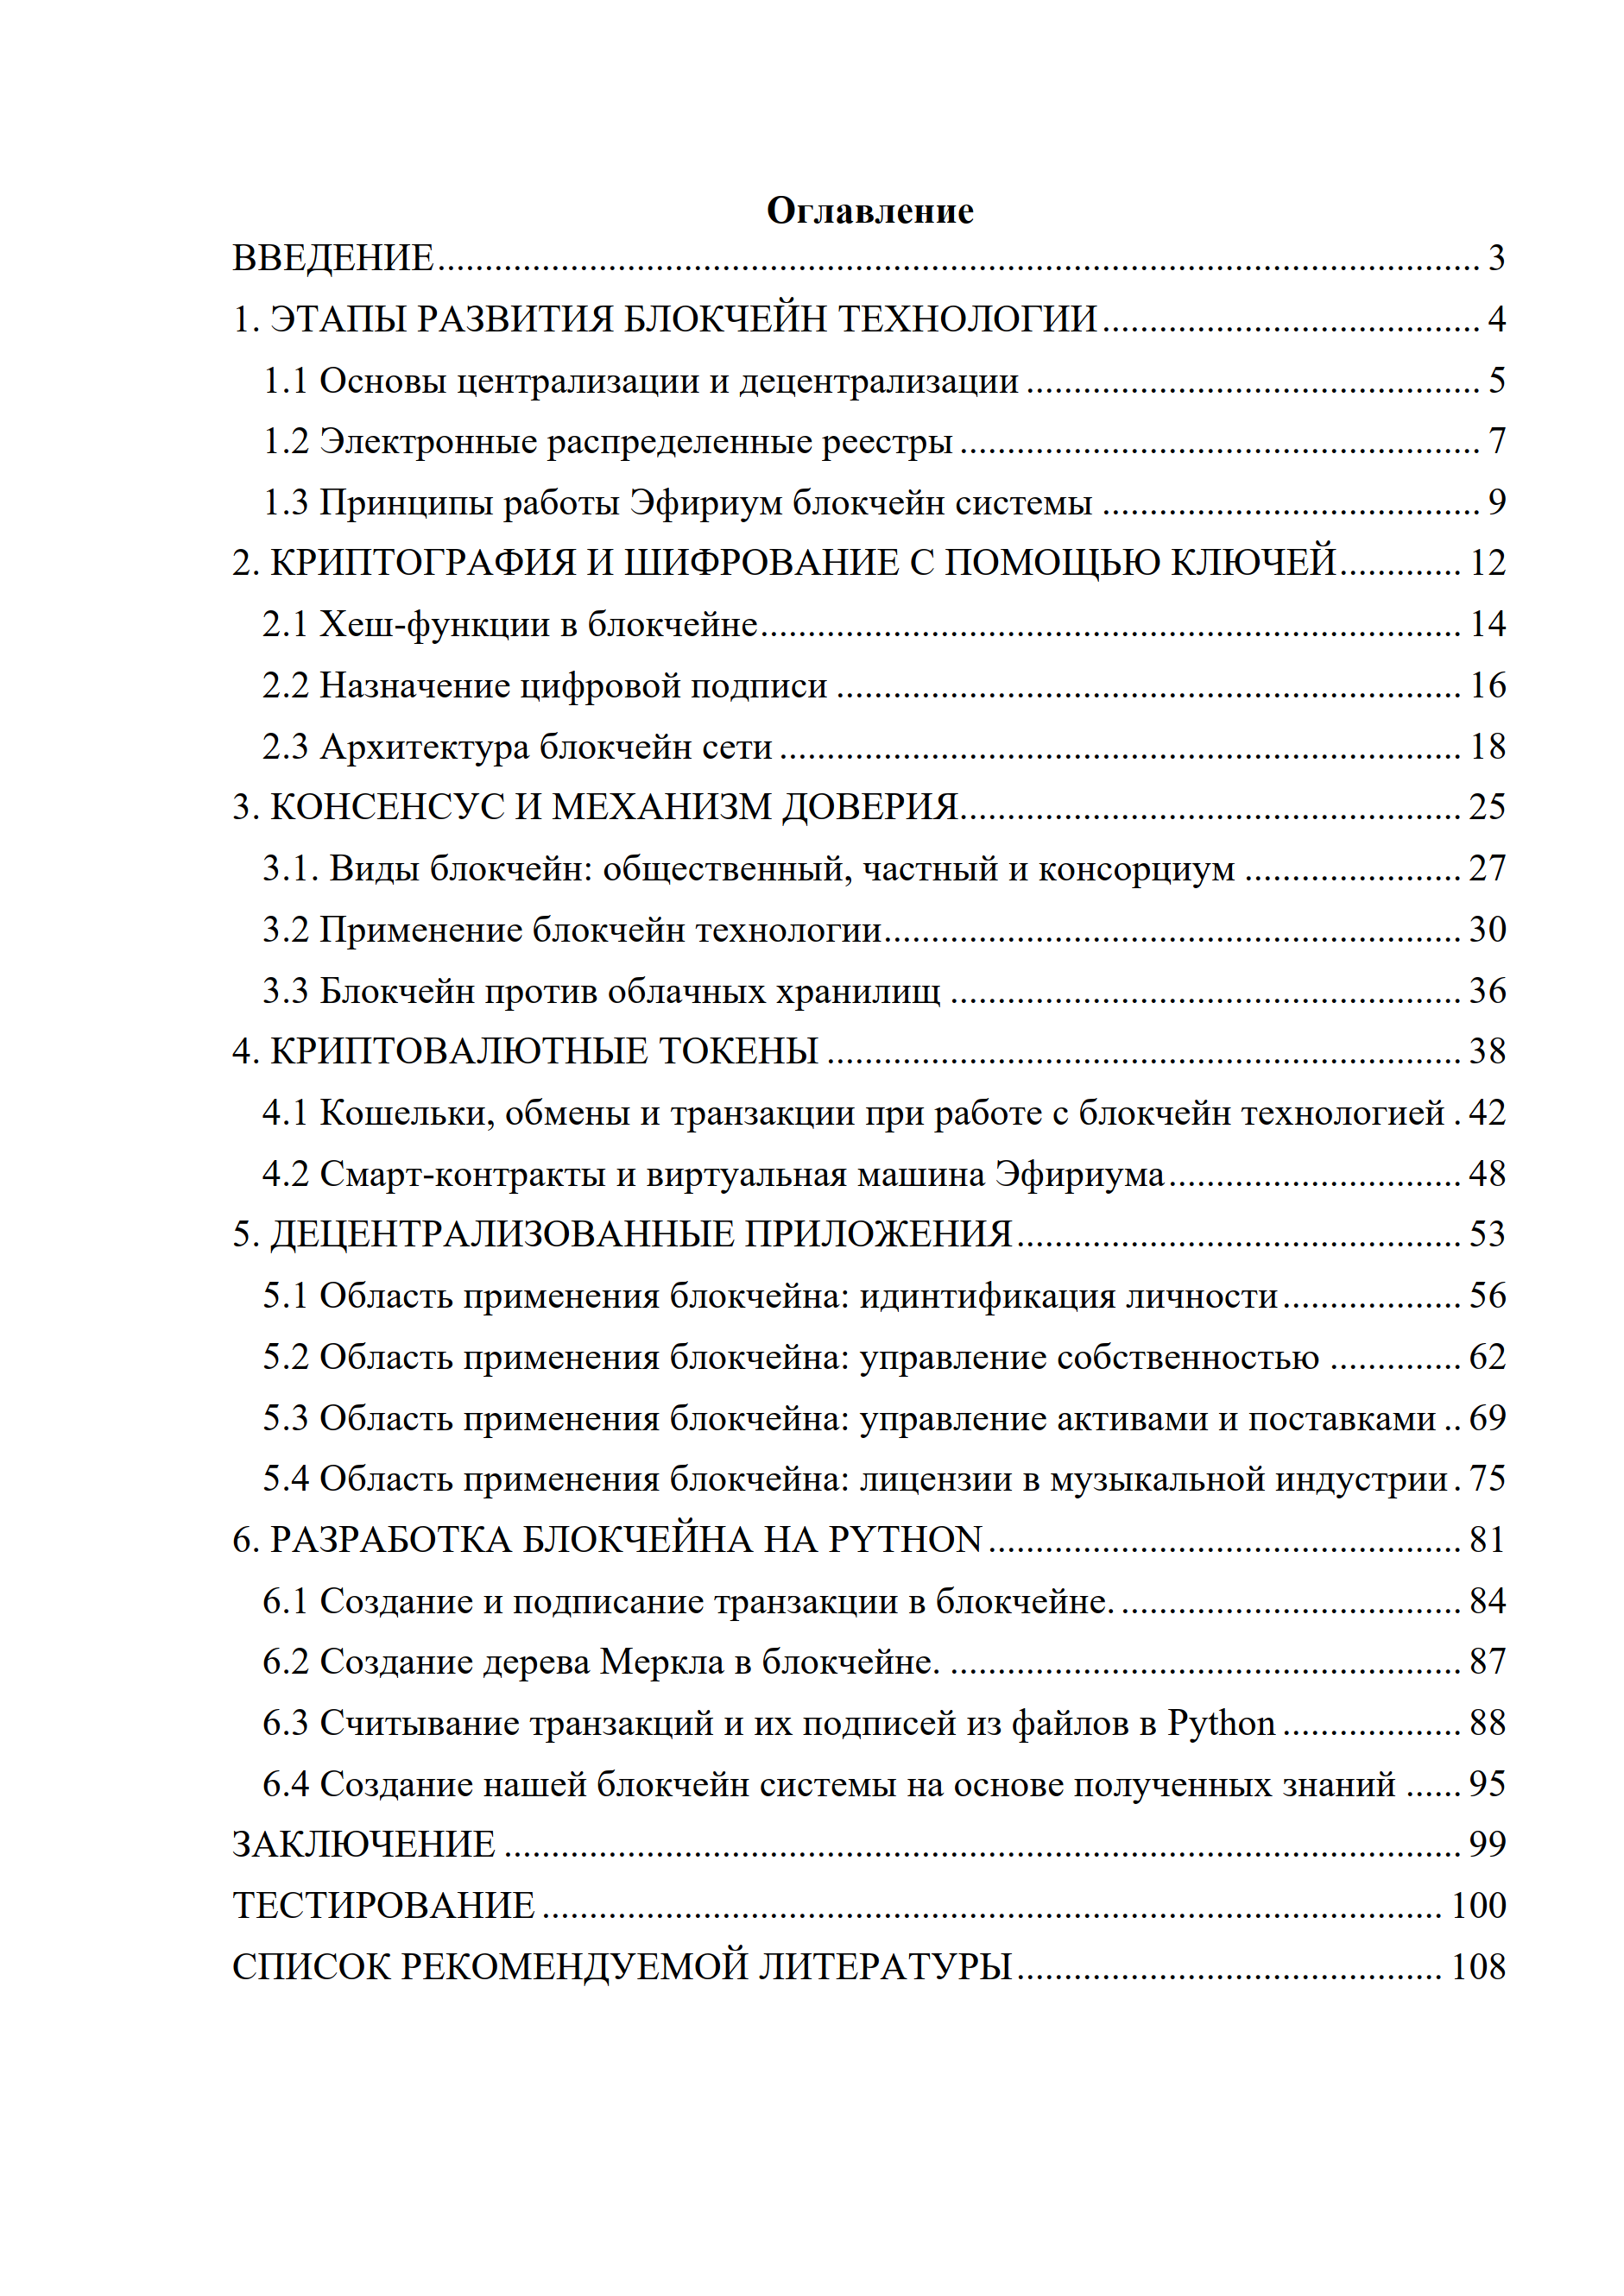 Оглавление
ВВЕДЕНИЕ.......... 3
1. ЭТАПЫ РАЗВИТИЯ БЛОКЧЕЙН ТЕХНОЛОГИИ.......... 4
1.1 Основы централизации и децентрализации .......... 5
1.2 Электронные распределенные реестры .......... 7
1.3 Принципы работы Эфириум блокчейн системы .......... 9
2. КРИПТОГРАФИЯ И ШИФРОВАНИЕ С ПОМОЩЬЮ КЛЮЧЕЙ.......... 12
2.1 Хеш-функции в блокчейне.......... 14
2.2 Назначение цифровой подписи .......... 16
2.3 Архитектура блокчейн сети .......... 18
3. КОНСЕНСУС И МЕХАНИЗМ ДОВЕРИЯ.......... 25
3.1. Виды блокчейн: общественный, частный и консорциум .......... 27
3.2 Применение блокчейн технологии.......... 30
3.3 Блокчейн против облачных хранилищ .......... 36
4. КРИПТОВАЛЮТНЫЕ ТОКЕНЫ .......... 38
4.1 Кошельки, обмены и транзакции при работе с блокчейн технологией . 42
4.2 Смарт-контракты и виртуальная машина Эфириума.......... 48
5. ДЕЦЕНТРАЛИЗОВАННЫЕ ПРИЛОЖЕНИЯ.......... 53
5.1 Область применения блокчейна: идинтификация личности.......... 56
5.2 Область применения блокчейна: управление собственностью .......... 62
5.3 Область применения блокчейна: управление активами и поставками .. 69
5.4 Область применения блокчейна: лицензии в музыкальной индустрии . 75
6. РАЗРАБОТКА БЛОКЧЕЙНА НА PYTHON .......... 81
6.1 Создание и подписание транзакции в блокчейне. .......... 84
6.2 Создание дерева Меркла в блокчейне. .......... 87
6.3 Считывание транзакций и их подписей из файлов в Python .......... 88
6.4 Создание нашей блокчейн системы на основе полученных знаний ...... 95
ЗАКЛЮЧЕНИЕ .......... 99
ТЕСТИРОВАНИЕ .......... 100
СПИСОК РЕКОМЕНДУЕМОЙ ЛИТЕРАТУРЫ.......... 108